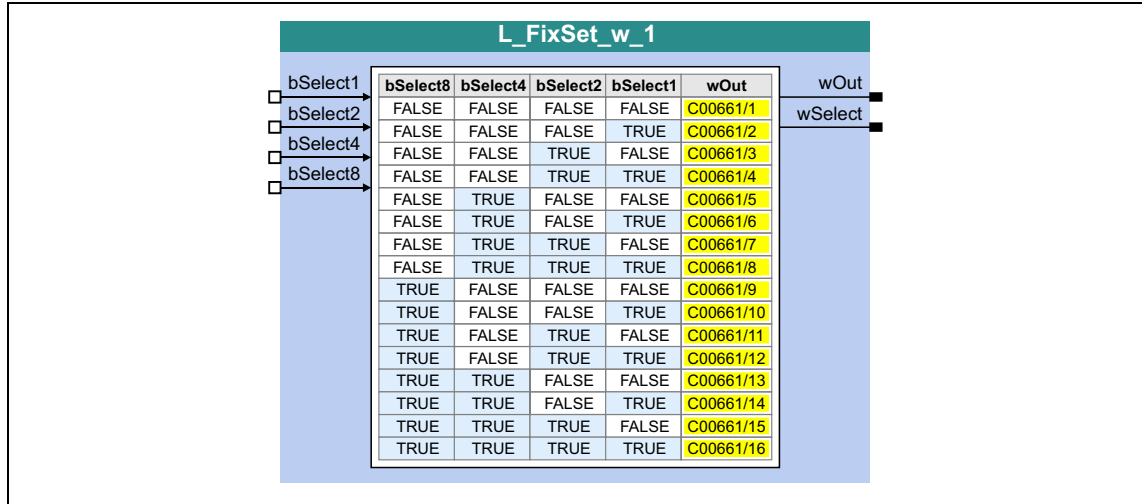 L_FixSet_w_1
bSelect1
bSelect2
bSelect4
bSelect8
bSelect8 bSelect4 bSelect2 bSelect1 wOut
FALSE FALSE FALSE FALSE C00661/1
FALSE FALSE FALSE TRUE C00661/2
FALSE FALSE TRUE FALSE C00661/3
FALSE FALSE TRUE TRUE C00661/4
FALSE TRUE FALSE FALSE C00661/5
FALSE TRUE FALSE TRUE C00661/6
FALSE TRUE TRUE FALSE C00661/7
FALSE TRUE TRUE TRUE C00661/8
TRUE FALSE FALSE FALSE C00661/9
TRUE FALSE FALSE TRUE C00661/10
TRUE FALSE TRUE FALSE C00661/11
TRUE FALSE TRUE TRUE C00661/12
TRUE TRUE FALSE FALSE C00661/13
TRUE TRUE FALSE TRUE C00661/14
TRUE TRUE TRUE FALSE C00661/15
TRUE TRUE TRUE TRUE C00661/16
wOut
wSelect